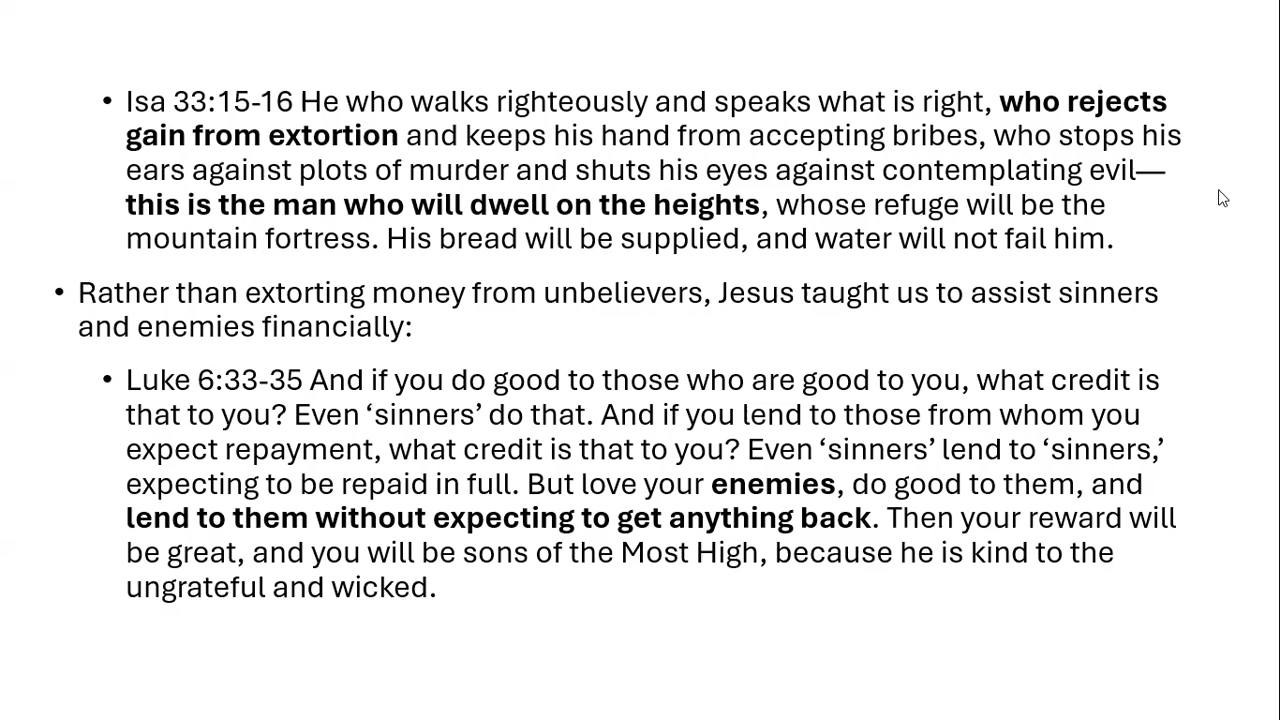 • Isa 33:15-16 He who walks righteously and speaks what is right, who rejects
gain from extortion and keeps his hand from accepting bribes, who stops his
ears against plots of murder and shuts his eyes against contemplating evil—
this is the man who will dwell on the heights, whose refuge will be the
mountain fortress. His bread will be supplied, and water will not fail him.
• Rather than extorting money from unbelievers, Jesus taught us to assist sinners
and enemies financially:
• Luke 6:33-35 And if you do good to those who are good to you, what credit is
that to you? Even ‘sinners’ do that. And if you lend to those from whom you
expect repayment, what credit is that to you? Even ‘sinners’ lend to ‘sinners,’
expecting to be repaid in full. But love your enemies, do good to them, and
lend to them without expecting to get anything back. Then your reward will
be great, and you will be sons of the Most High, because he is kind to the
ungrateful and wicked.